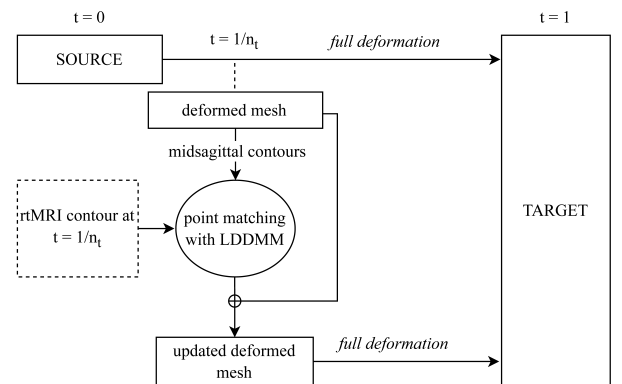 t = 0
t = 1
t = 1/nt
full deformation
SOURCE
deformed mesh
midsagittal contours
rtMRI contour at
t = 1/nt
point matching
with LDDMM
TARGET
full deformation
updated deformed
mesh